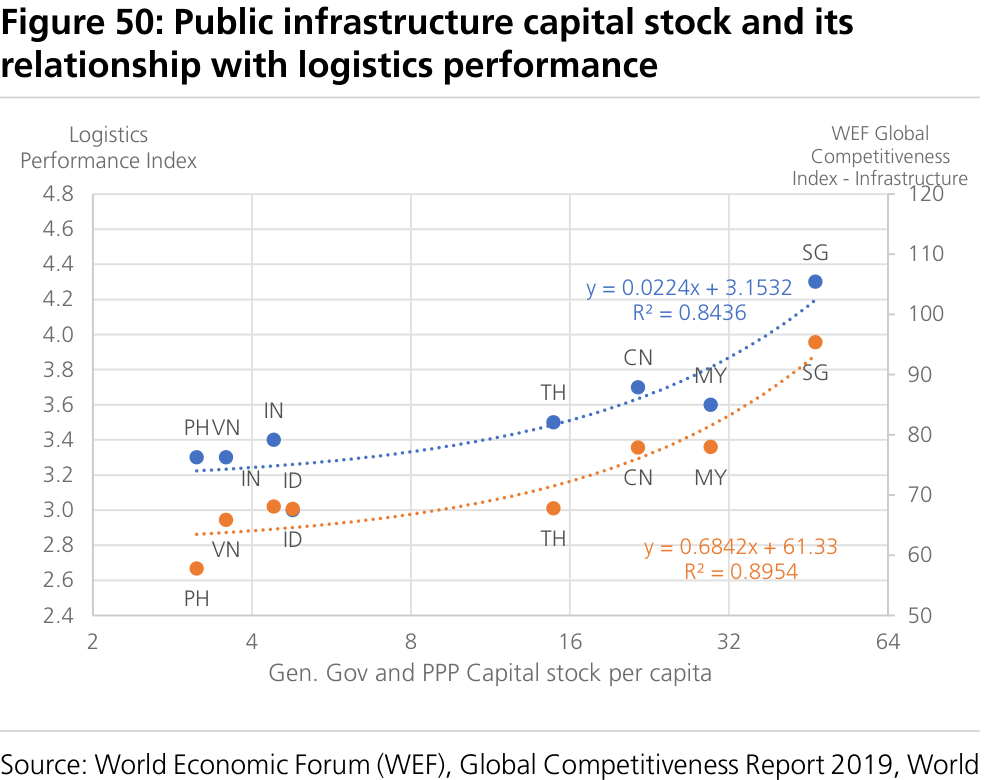 Figure 50: Public infrastructure capital stock and its
relationship with logistics performance
Logistics
Performance Index
WEF Global
Competitiveness
Index - Infrastructure
4.8
4.6
4.4
4.2
4.0
3.8
3.6
3.4
3.2
3.0
2.8
2.6
2.4
120
110
100
90
80
70
60
50
SG
y = 0.0224x + 3.1532
R² = 0.8436
CN
MY
SG
TH
IN
PH VN
IN
ID
CN
MY
VN
ID
TH
y = 0.6842x + 61.33
R² = 0.8954
PH
2
4
8
16
32
64
Gen. Gov and PPP Capital stock per capita
Source: World Economic Forum (WEF), Global Competitiveness Report 2019, World